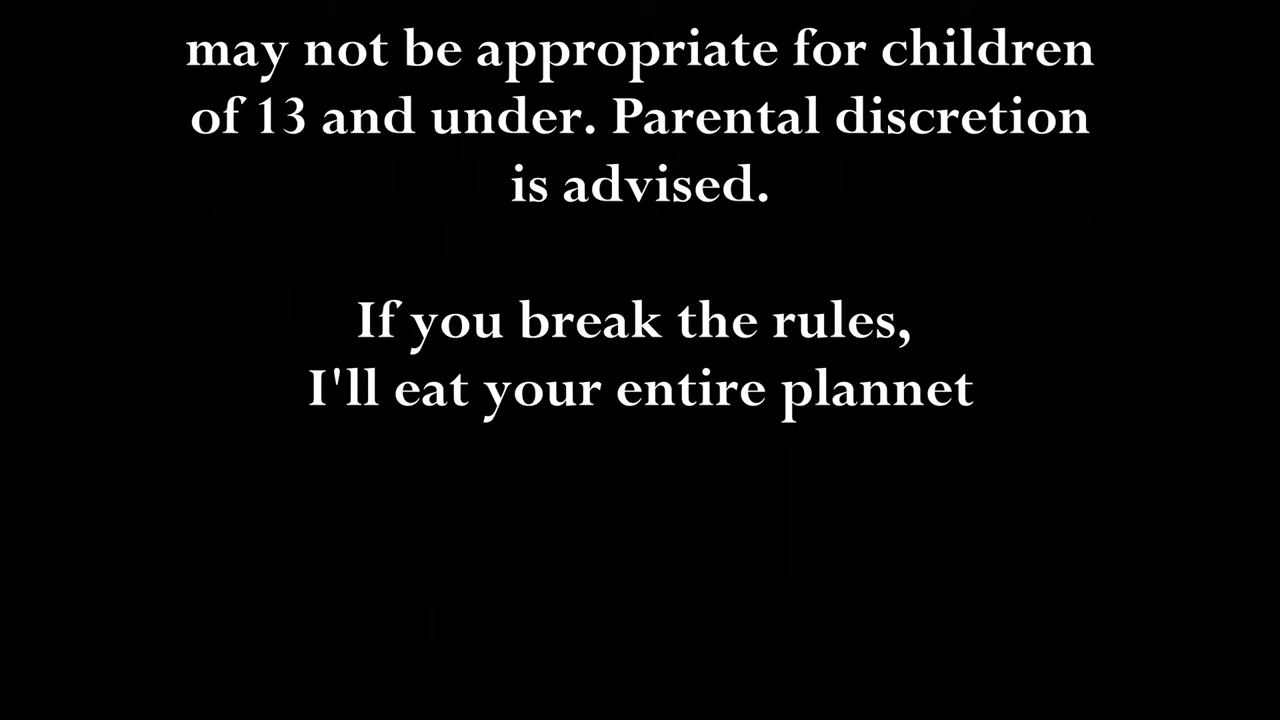 may not be appropriate for children
of 13 and under. Parental discretion
is advised.
If you break the rules,
I'll eat your entire plannet